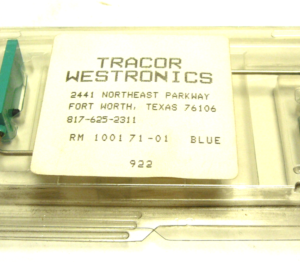 TRACOR
WESTRONICS
2441 NORTHEAST PARKWAY
FORT WORTH, TEXAS 76106
817-625-2311
RM 1001 71-01 BLUE
922